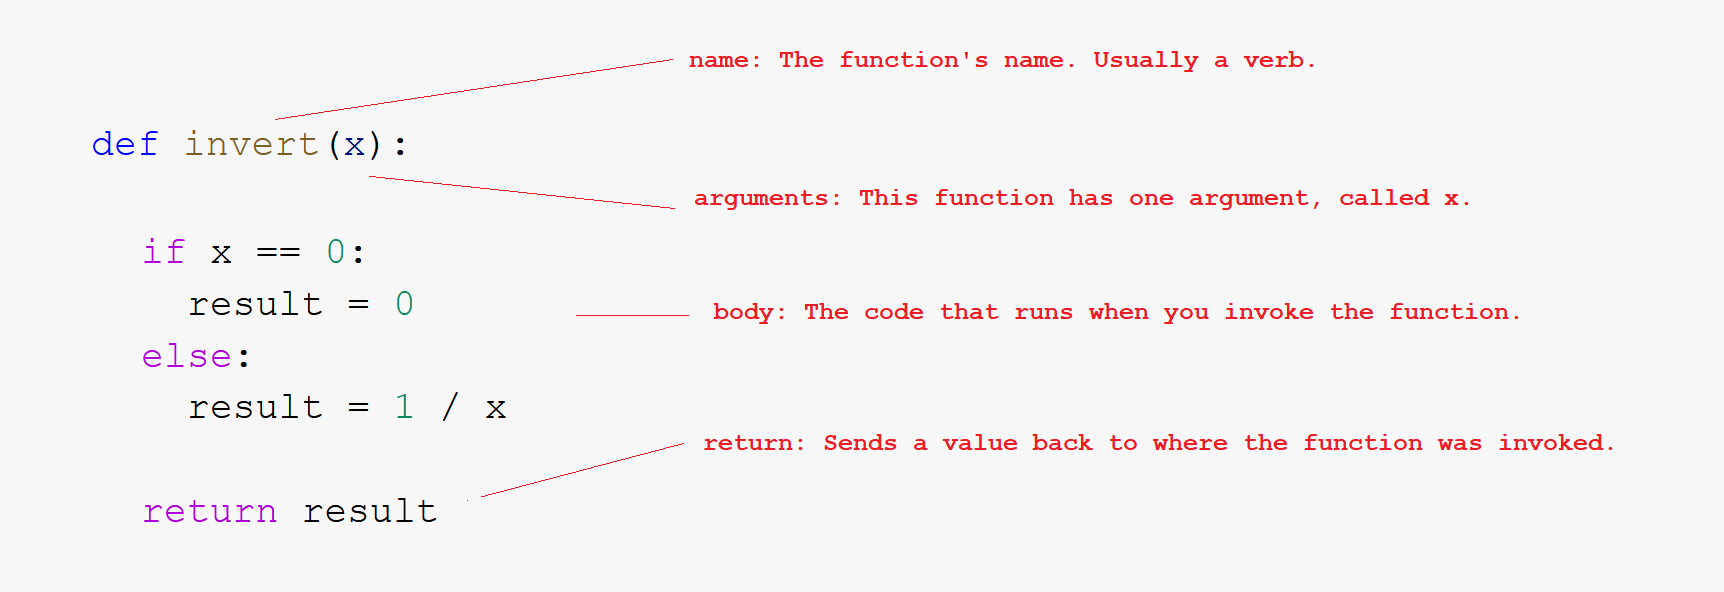 name: The function's name. Usually a verb.
def invert(x):
arguments: This function has one argument, called x.
if x == 0:
result = 0
body: The code that runs when you invoke the function.
else:
result = 1 / x
return: Sends a value back to where the function was invoked.
return result